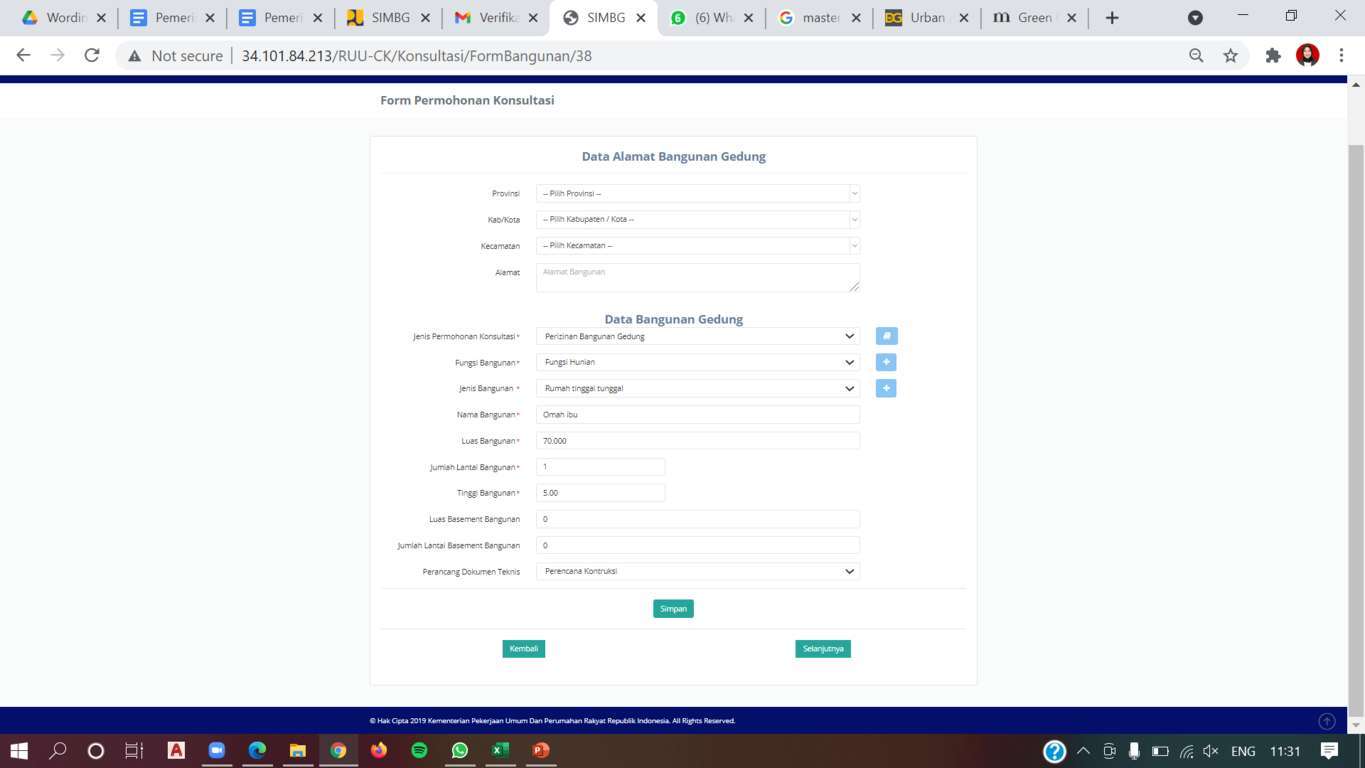 Wordin
Pemeri
Pemeri
SIMBG
Verifika
SIMBG
(6) Wh
master
Urban
Green
Not secure
34.101.84.213/RUU-CK/Konsultasi/FormBangunan/38
Form Permohonan Konsultasi
Data Alamat Bangunan Gedung
Provinsi -- Pilih Provinsi --
Kab/Kota -- Pilih Kabupaten / Kota --
Kecamatan -- Pilih Kecamatan --
Alamat Alamat Bangunan
Data Bangunan Gedung
Jenis Permohonan Konsultasi* Perizinan Bangunan Gedung
Fungsi Bangunan* Fungsi Hunian
Jenis Bangunan * Rumah tinggal tunggal
Nama Bangunan* Omah ibu
Luas Bangunan* 70.000
Jumlah Lantai Bangunan* 1
Tinggi Bangunan* 5.00
Luas Basement Bangunan 0
Jumlah Lantai Basement Bangunan 0
Perancang Dokumen Teknis Perencana Kontruksi
Simpan
Kembali Selanjutnya
© Hak Cipta 2019 Kementerian Pekerjaan Umum Dan Perumahan Rakyat Republik Indonesia. All Rights Reserved.
ENG 11:31